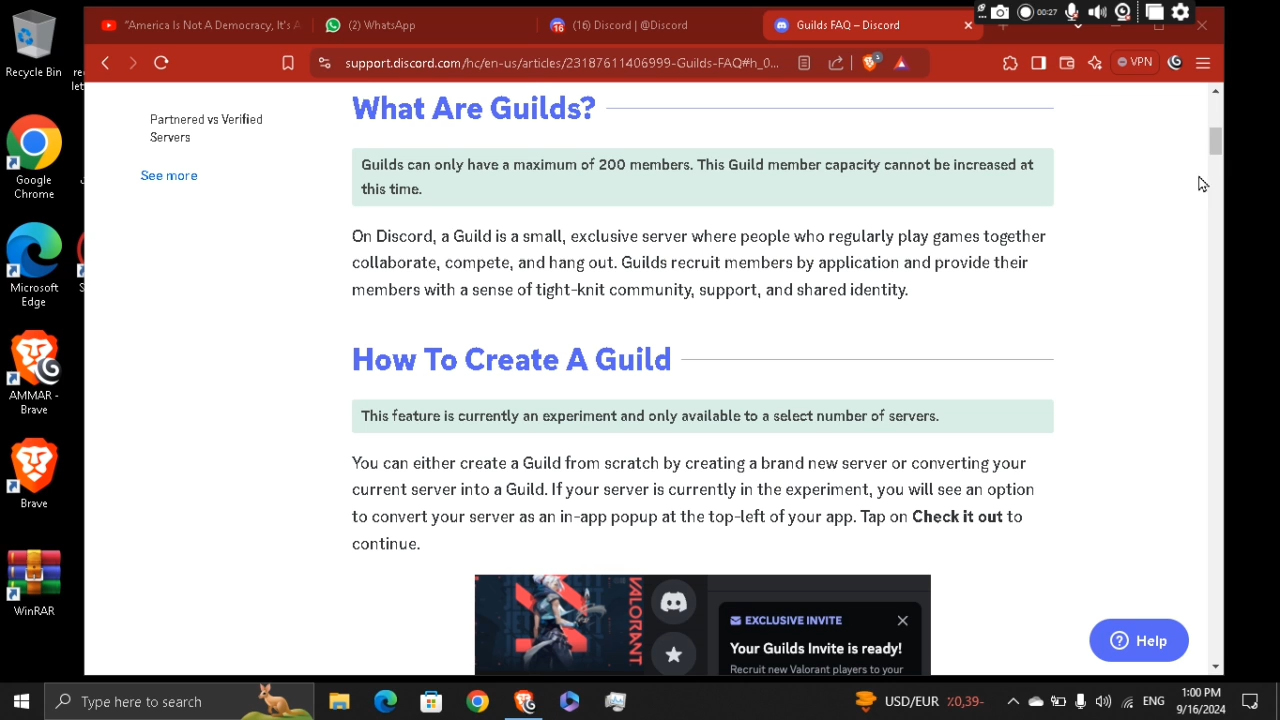 Recycle Bin
Google Chrome
Microsoft Edge
AMMAR - Brave
Brave
WinRAR
"America Is Not A Democracy, It's A
(2) WhatsApp
(16) Discord | @Discord
Guilds FAQ – Discord
00:27
support.discord.com/hc/en-us/articles/23187611406999-Guilds-FAQ#h_0...
VPN
Partnered vs Verified
Servers
See more
What Are Guilds?
Guilds can only have a maximum of 200 members. This Guild member capacity cannot be increased at
this time.
On Discord, a Guild is a small, exclusive server where people who regularly play games together
collaborate, compete, and hang out. Guilds recruit members by application and provide their
members with a sense of tight-knit community, support, and shared identity.
How To Create A Guild
This feature is currently an experiment and only available to a select number of servers.
You can either create a Guild from scratch by creating a brand new server or converting your
current server into a Guild. If your server is currently in the experiment, you will see an option
to convert your server as an in-app popup at the top-left of your app. Tap on Check it out to
continue.
VALORANT
EXCLUSIVE INVITE
Your Guilds Invite is ready!
Recruit new Valorant players to your
Help
Type here to search
USD/EUR ٪0,39-
ENG
1:00 PM
9/16/2024